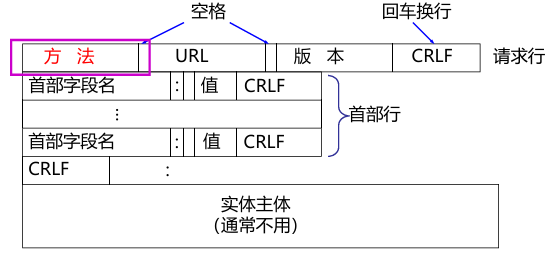 空格 回车换行
方 法 URL 版 本 CRLF 请求行
首部字段名 : 值 CRLF
⋮ 首部行
首部字段名 : 值 CRLF
CRLF :
实体主体
（通常不用）